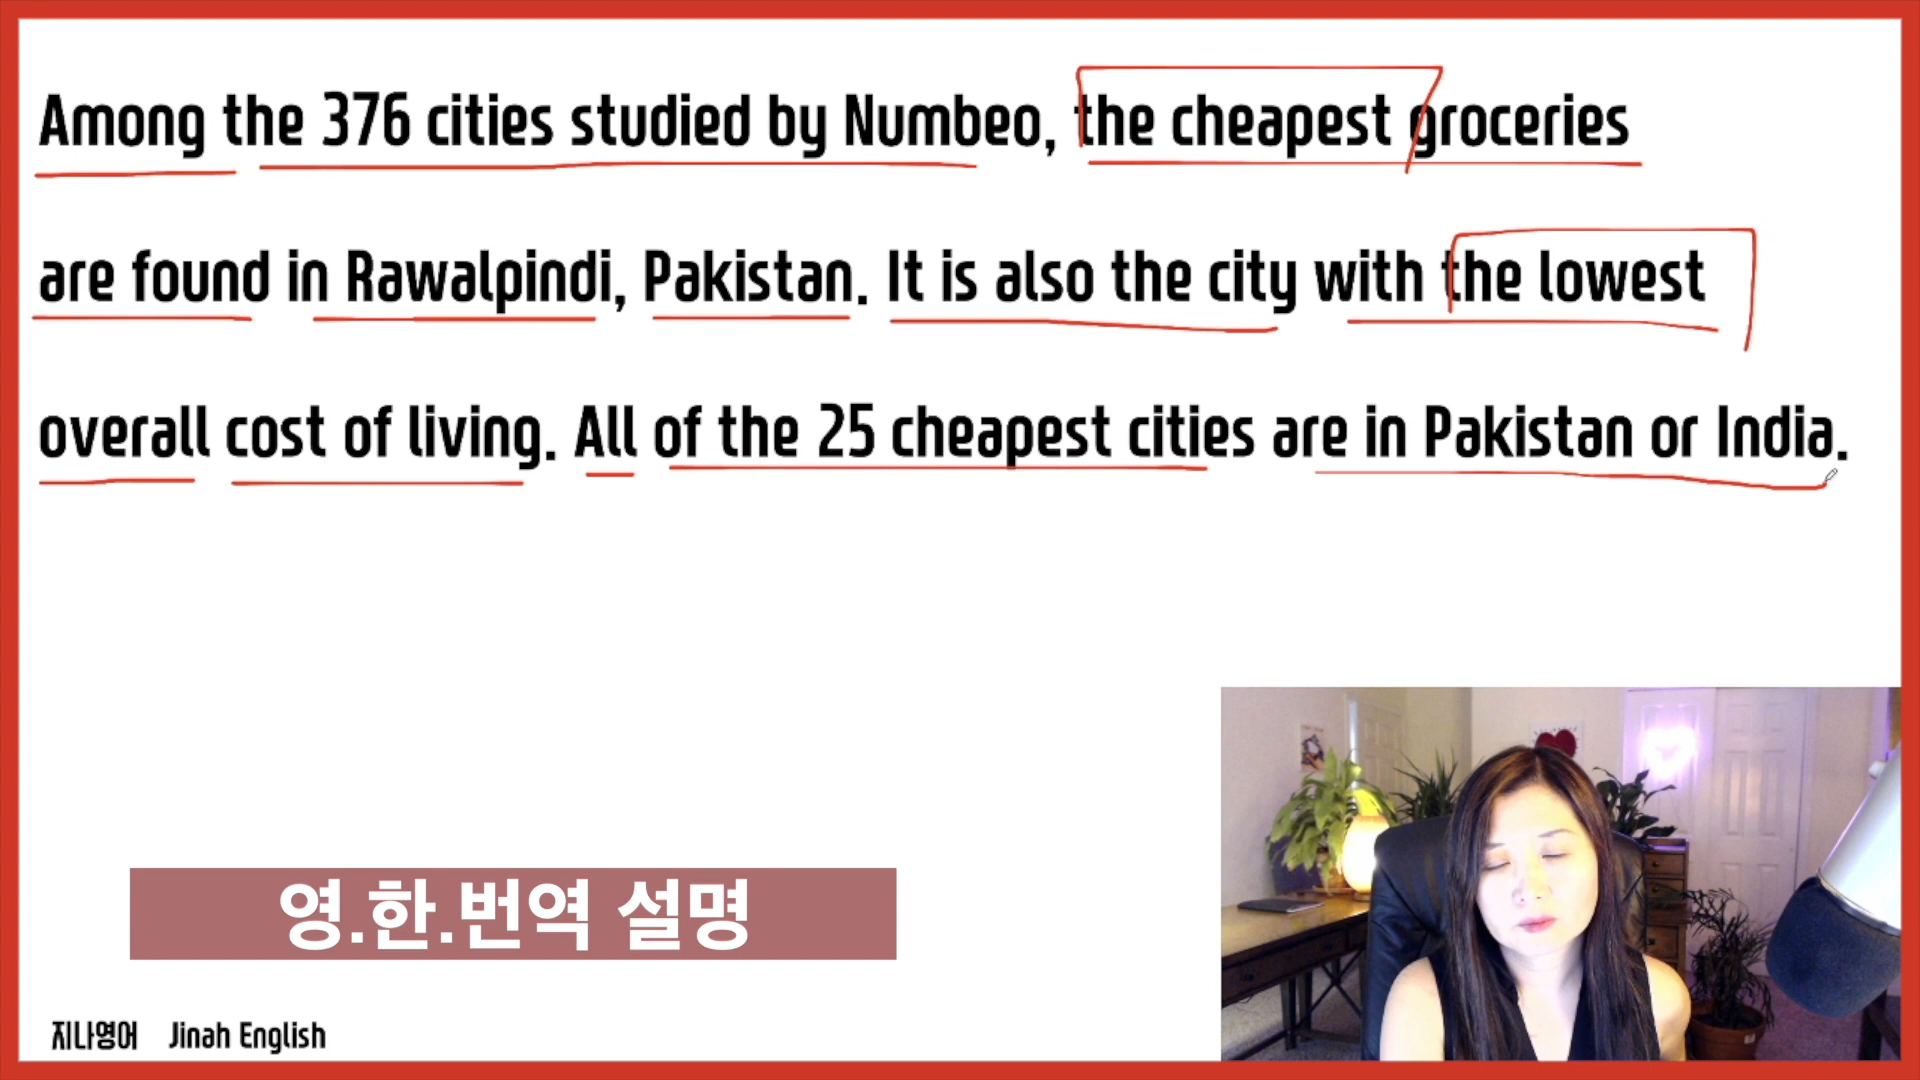 Among the 376 cities studied by Numbeo, the cheapest groceries
are found in Rawalpindi, Pakistan. It is also the city with the lowest
overall cost of living. All of the 25 cheapest cities are in Pakistan or India.
영.한.번역 설명
지나영어 Jinah English